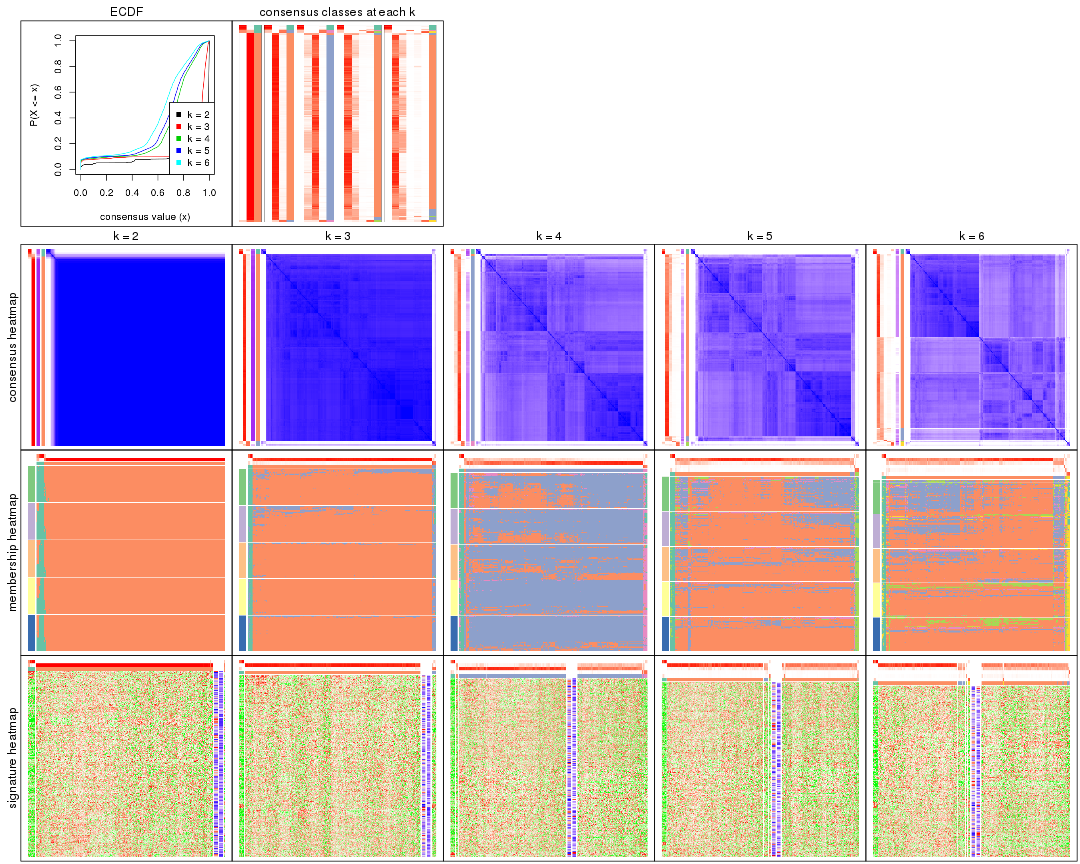 ECDF
consensus classes at each k
P(X <= x)
0.0 0.2 0.4 0.6 0.8 1.0
k = 2
k = 3
k = 4
k = 5
k = 6
0.0 0.2 0.4 0.6 0.8 1.0
consensus value (x)
k = 2
k = 3
k = 4
k = 5
k = 6
consensus heatmap
membership heatmap
signature heatmap